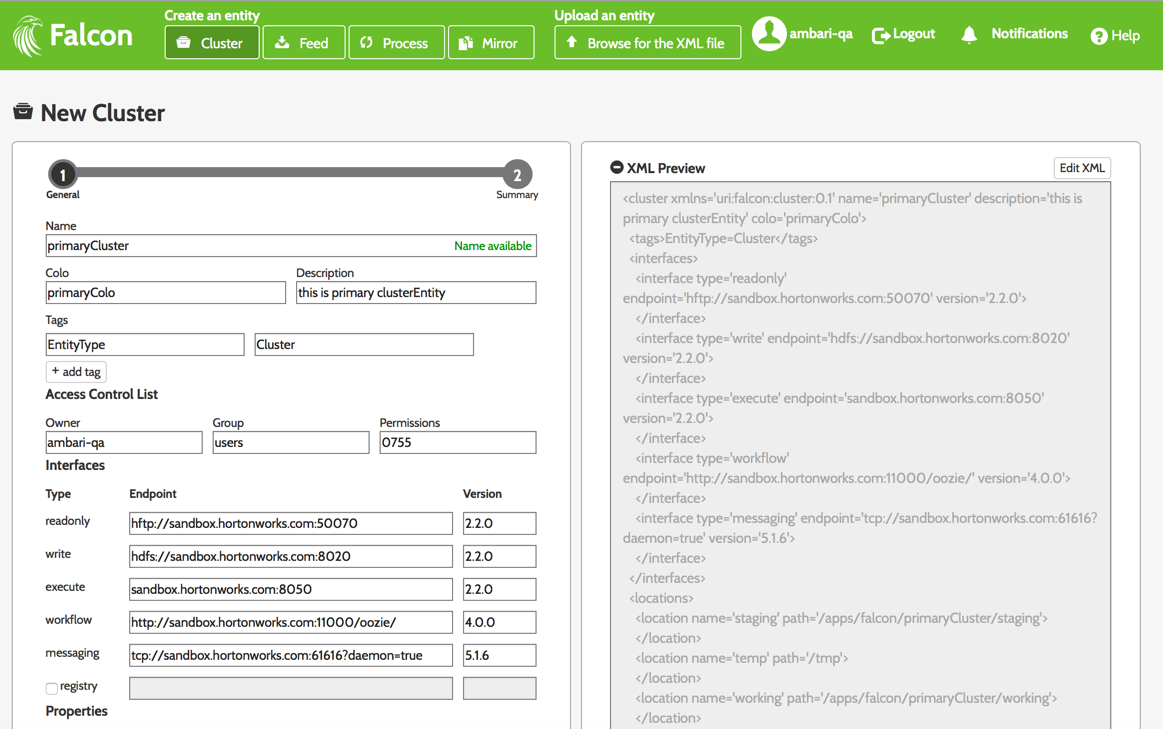 Falcon
Create an entity
Cluster
Feed
Process
Mirror
Upload an entity
Browse for the XML file
ambari-qa
Logout
Notifications
Help
New Cluster
1
General
2
Summary
Name
primaryCluster
Name available
Colo
Description
primaryColo
this is primary clusterEntity
Tags
EntityType
Cluster
+ add tag
Access Control List
Owner
Group
Permissions
ambari-qa
users
0755
Interfaces
Type
Endpoint
Version
readonly
hftp://sandbox.hortonworks.com:50070
2.2.0
write
hdfs://sandbox.hortonworks.com:8020
2.2.0
execute
sandbox.hortonworks.com:8050
2.2.0
workflow
http://sandbox.hortonworks.com:11000/oozie/
4.0.0
messaging
tcp://sandbox.hortonworks.com:61616?daemon=true
5.1.6
registry
Properties
XML Preview
Edit XML
<cluster xmlns='uri:falcon:cluster:0.1' name='primaryCluster' description='this is
primary clusterEntity' colo='primaryColo'>
<tags>EntityType=Cluster</tags>
<interfaces>
<interface type='readonly'
endpoint='hftp://sandbox.hortonworks.com:50070' version='2.2.0'>
</interface>
<interface type='write' endpoint='hdfs://sandbox.hortonworks.com:8020'
version='2.2.0'>
</interface>
<interface type='execute' endpoint='sandbox.hortonworks.com:8050'
version='2.2.0'>
</interface>
<interface type='workflow'
endpoint='http://sandbox.hortonworks.com:11000/oozie/' version='4.0.0'>
</interface>
<interface type='messaging' endpoint='tcp://sandbox.hortonworks.com:61616?
daemon=true' version='5.1.6'>
</interface>
</interfaces>
<locations>
<location name='staging' path='/apps/falcon/primaryCluster/staging'>
</location>
<location name='temp' path='/tmp'>
</location>
<location name='working' path='/apps/falcon/primaryCluster/working'>
</location>